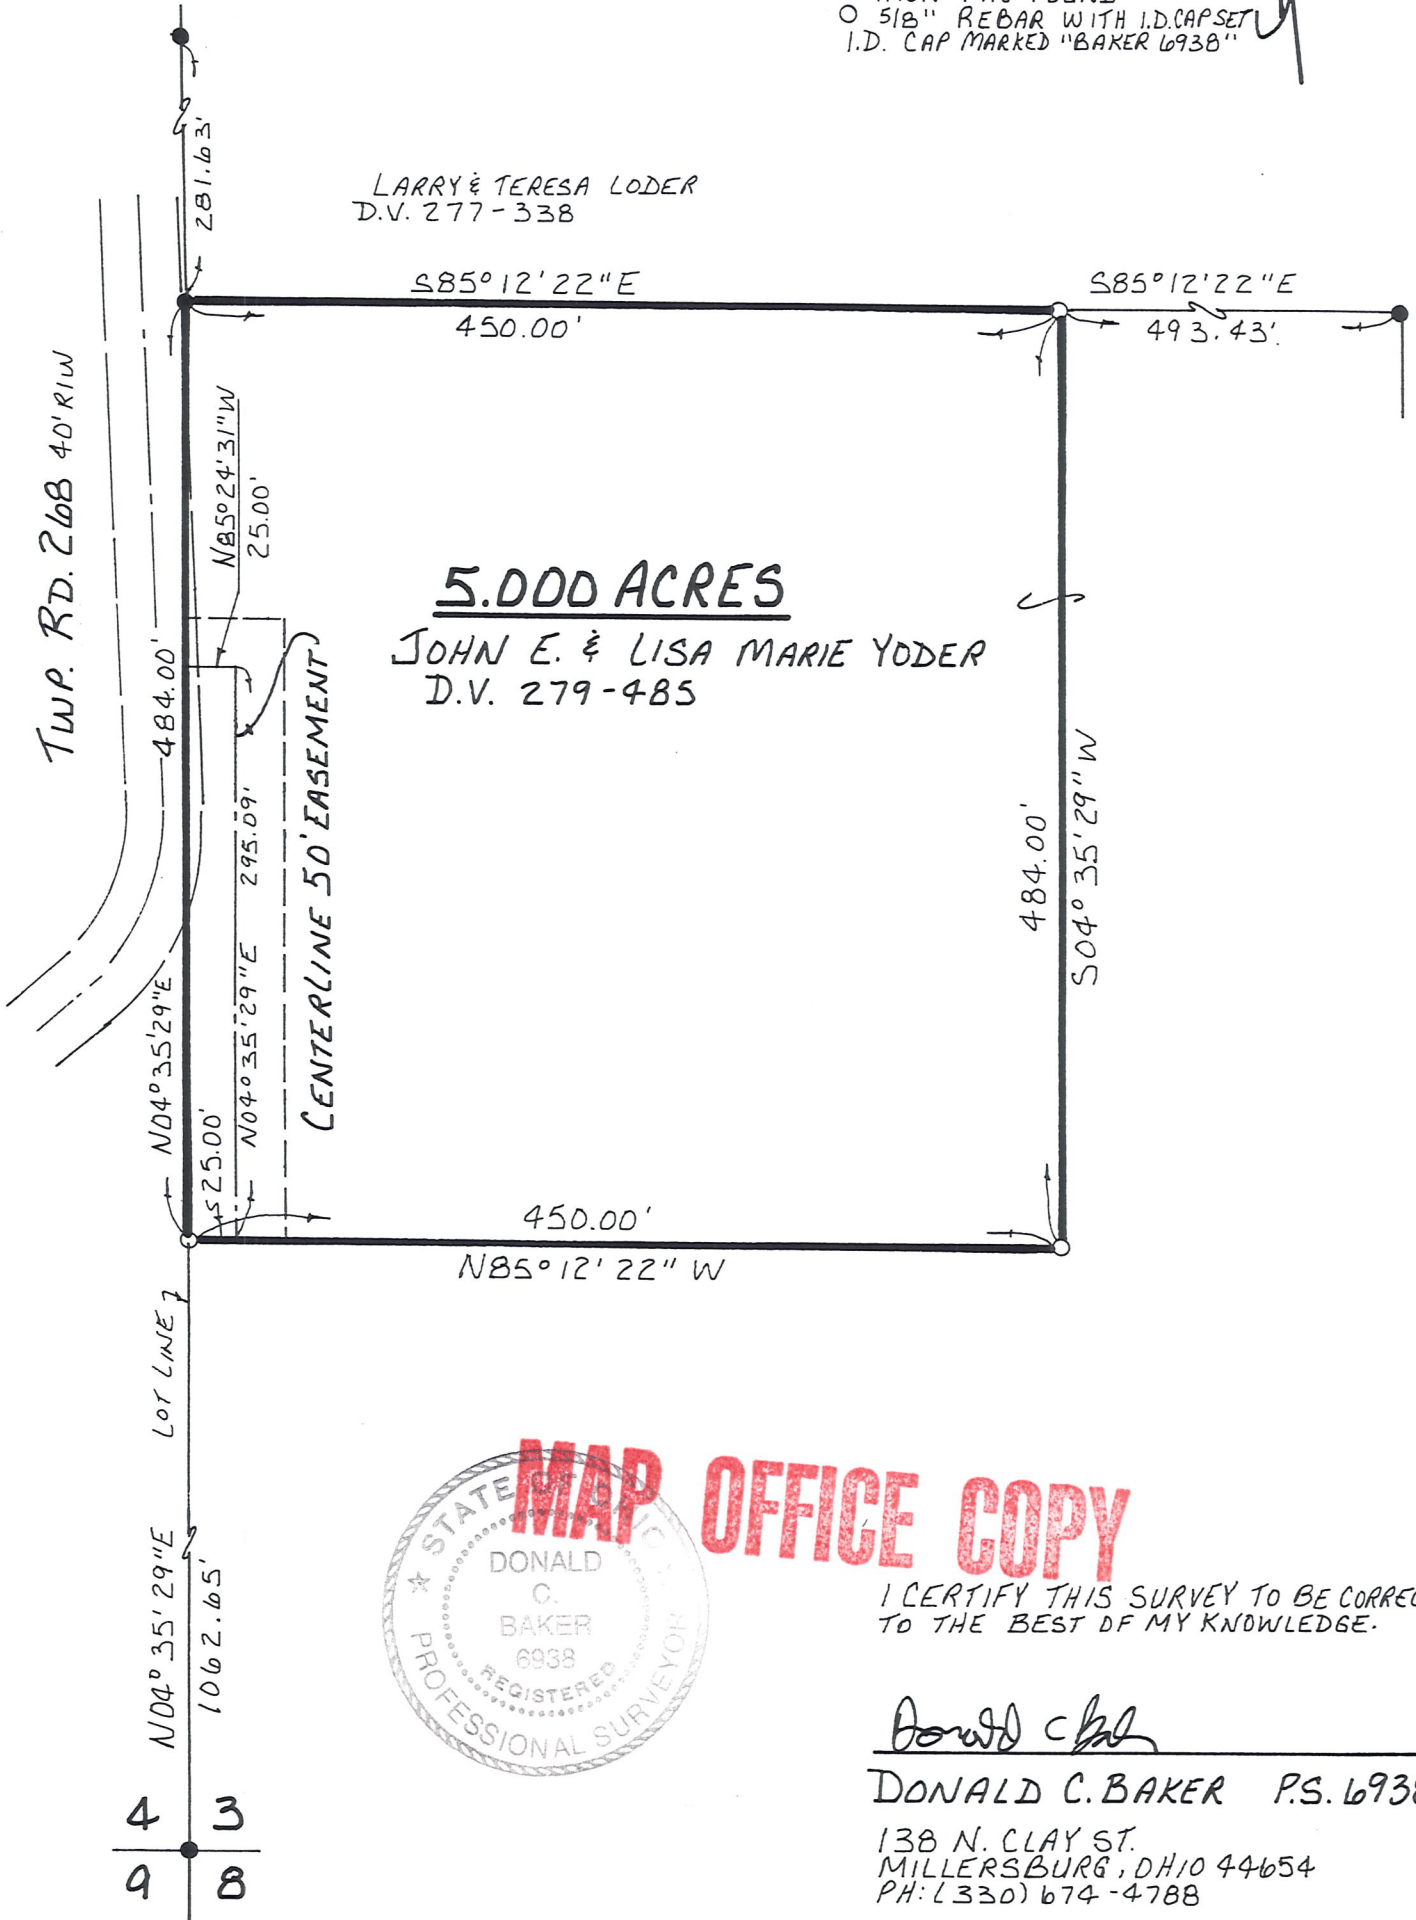 O 5/8" REBAR WITH I.D. CAP SET
I.D. CAP MARKED "BAKER 6938"
281.63'
LARRY & TERESA LODER
D.V. 277-338
S85°12'22"E
450.00'
S85°12'22"E
493.43'
TWP. RD. 268 40' R/W
N85°24'31"W
25.00'
5.000 ACRES
JOHN E. & LISA MARIE YODER
D.V. 279-485
484.00'
N04°35'29"E
295.09'
N04°35'29"E
CENTERLINE 50' EASEMENT
25.00'
484.00'
S04°35'29"W
450.00'
N85°12'22"W
LOT LINE
N04°35'29"E
1062.65'
4 3
9 8
MAP OFFICE COPY
STATE OF OHIO
DONALD
C.
BAKER
6938
REGISTERED
PROFESSIONAL SURVEYOR
I CERTIFY THIS SURVEY TO BE CORREC
TO THE BEST OF MY KNOWLEDGE.
Donald C Bak
DONALD C. BAKER P.S. 6938
138 N. CLAY ST.
MILLERSBURG, OHIO 44654
PH: (330) 674-4788